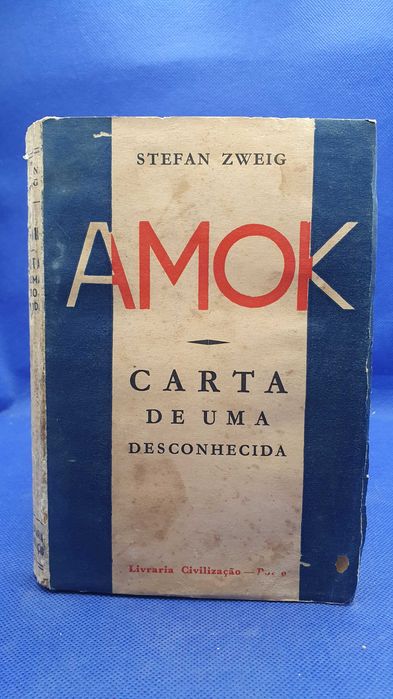 STEFAN ZWEIG
AMOK
CARTA
DE UMA
DESCONHECIDA
Livraria Civilização —